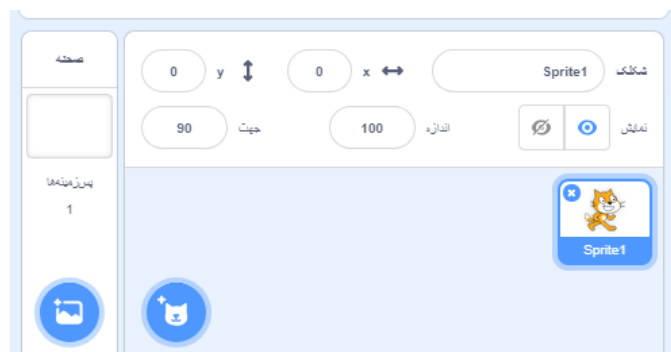 شکلک Sprite1 x 0 y 0
نمایش اندازه 100 جهت 90
Sprite1
صحنه
پس‌زمینه‌ها
1